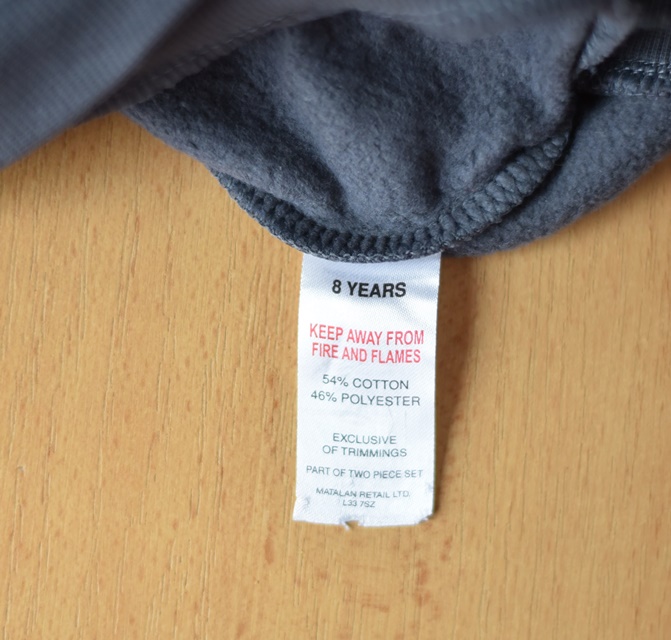 8 YEARS
KEEP AWAY FROM
FIRE AND FLAMES
54% COTTON
46% POLYESTER
EXCLUSIVE
OF TRIMMINGS
PART OF TWO PIECE SET
MATALAN RETAIL LTD.
L33 7SZ